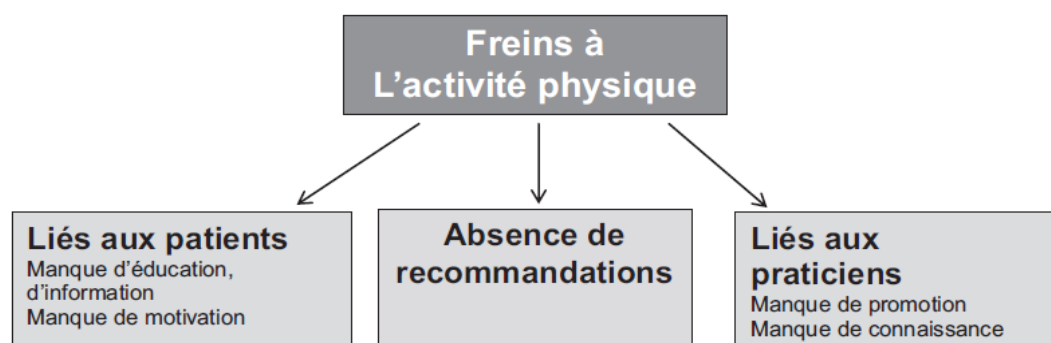 Freins à
L’activité physique
Liés aux patients
Manque d’éducation,
d’information
Manque de motivation
Absence de
recommandations
Liés aux
praticiens
Manque de promotion
Manque de connaissance